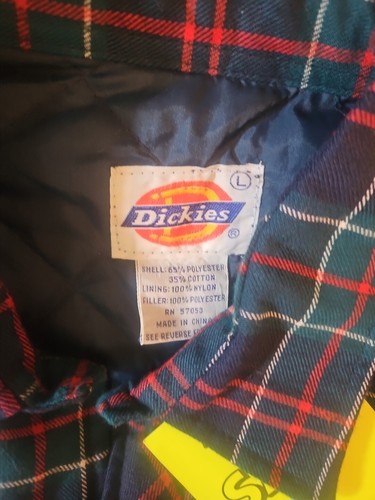 L
Dickies
®
SHELL: 65% POLYESTER
35% COTTON
LINING: 100% NYLON
FILLER: 100% POLYESTER
RN 57053
MADE IN CHINA
SEE REVERSE